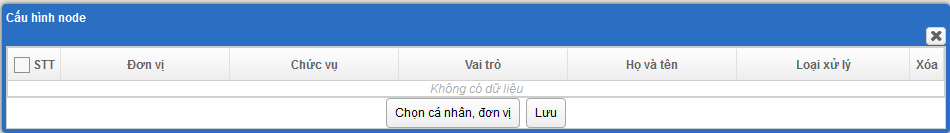 Cấu hình node
STT Đơn vị Chức vụ Vai trò Họ và tên Loại xử lý Xóa
Không có dữ liệu
Chọn cá nhân, đơn vị Lưu